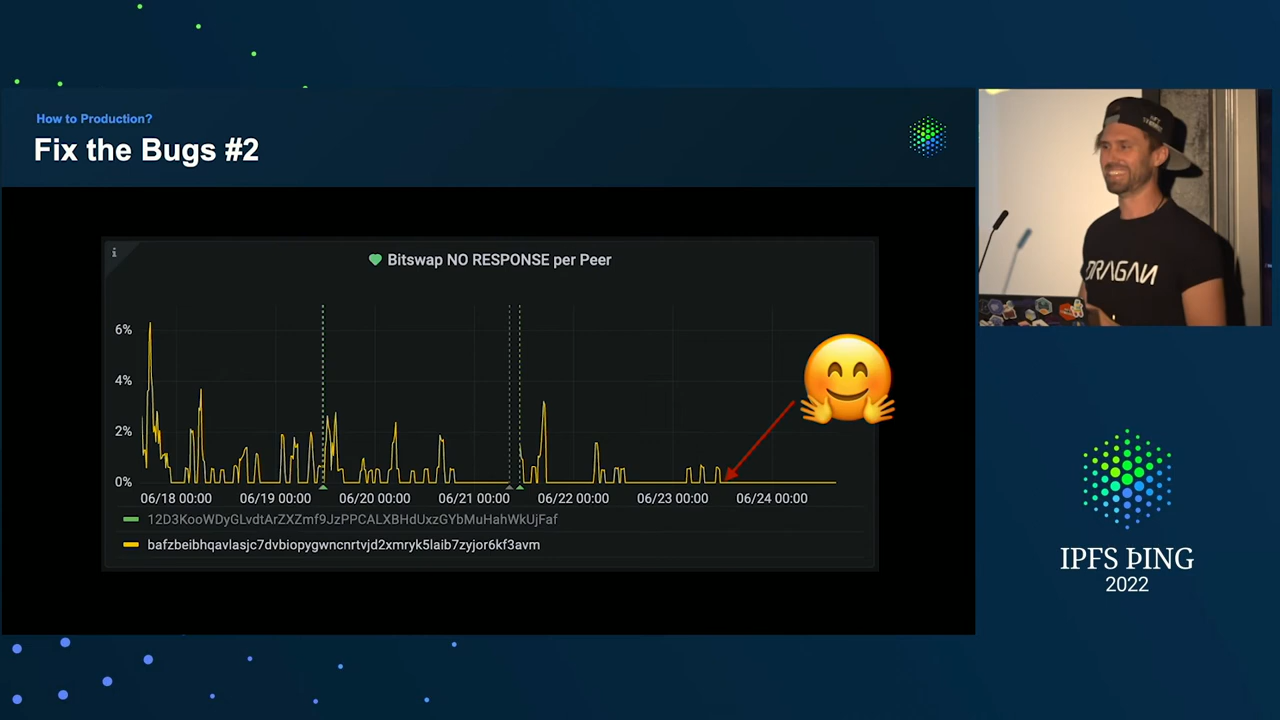 How to Production?
Fix the Bugs #2
i
Bitswap NO RESPONSE per Peer
6%
4%
2%
0%
06/18 00:00
06/19 00:00
06/20 00:00
06/21 00:00
06/22 00:00
06/23 00:00
06/24 00:00
12D3KooWDyGLvdtArZXZmf9JzPPCALXBHdUxzGYbMuHahWkUjFaf
bafzbeibhqavlasjc7dvbiopygwncnrtvjd2xmryk5laib7zyjor6kf3avm
DRAGAN
IPFS ÞING
2022